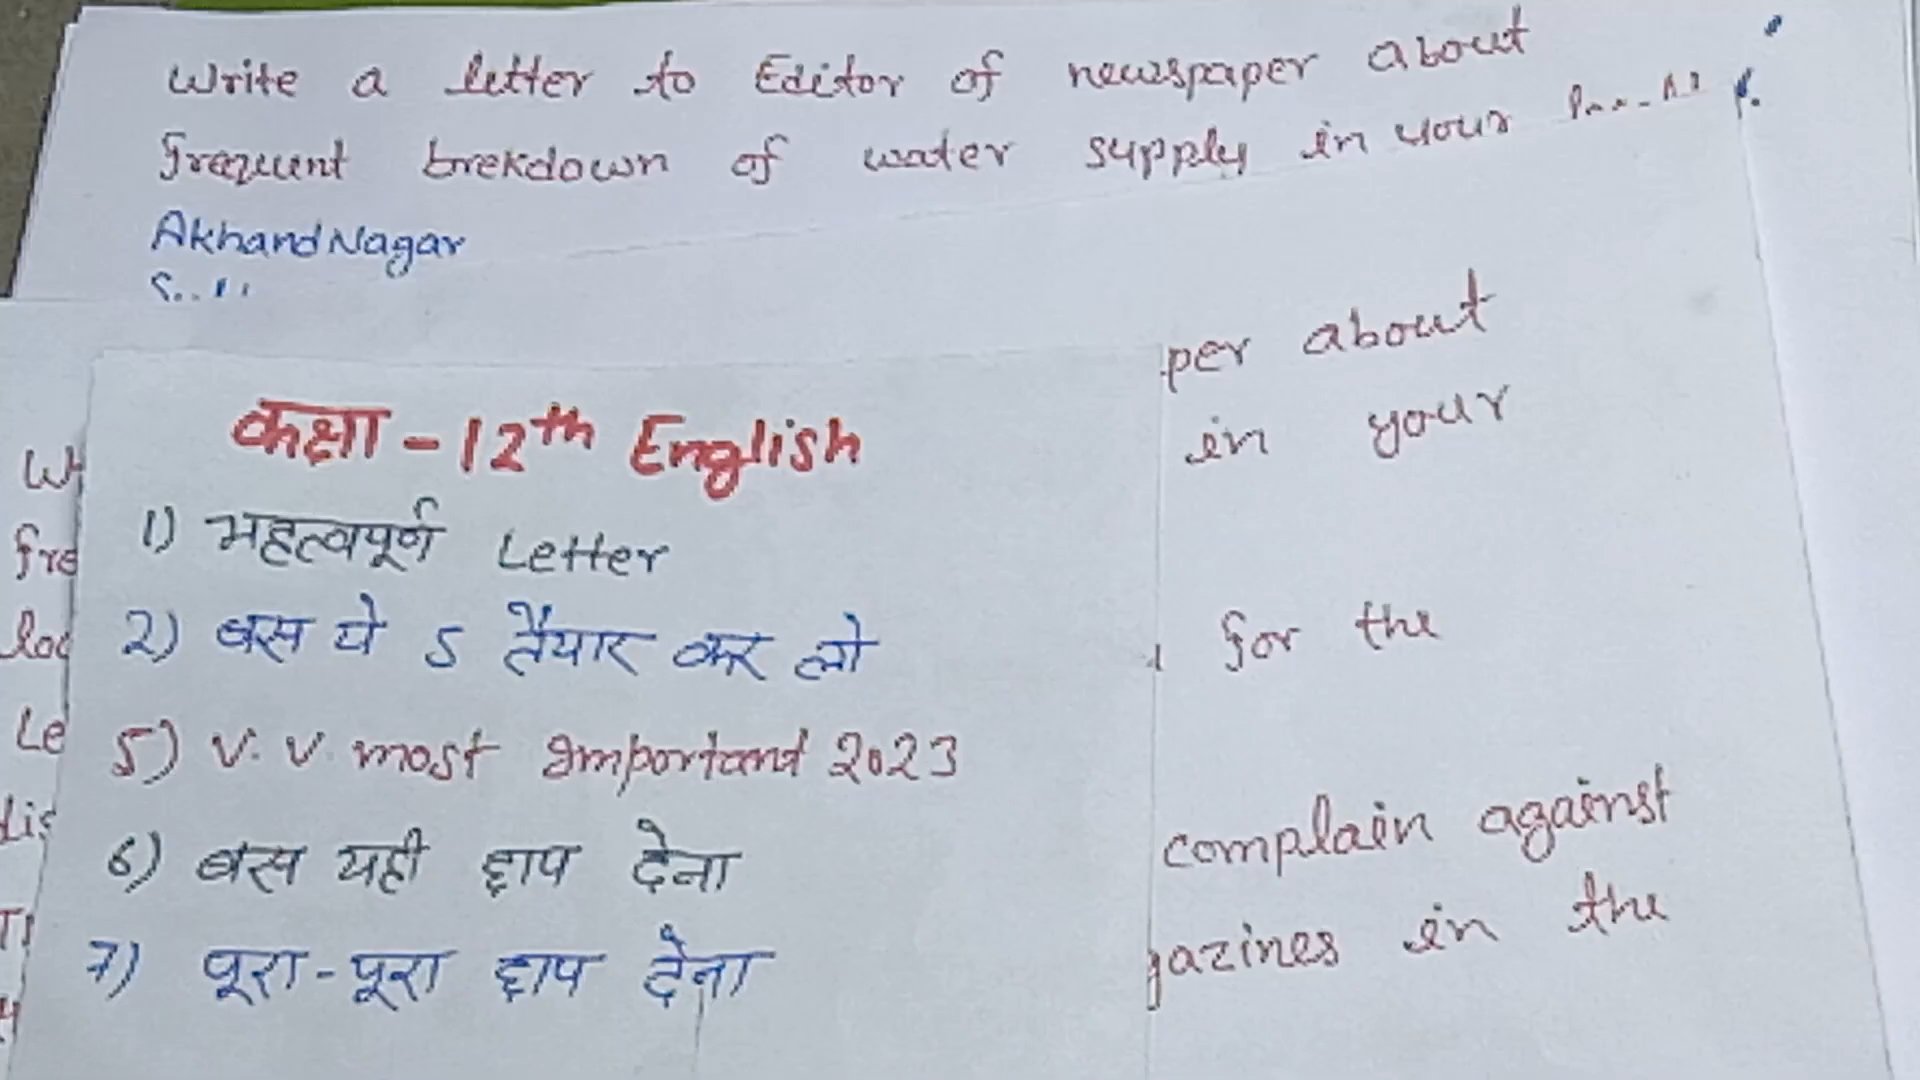 Write a letter to Editor of newspaper about
frequent brekdown of water supply in your
Akhand Nagar
per about
in your
कक्षा - 12th English
1) महत्वपूर्ण Letter
2) बस ये 5 तैयार कर लो
for the
5) V. V. most Important 2023
complain against
6) बस यही छाप देना
gazines in the
7) पूरा-पूरा छाप देना